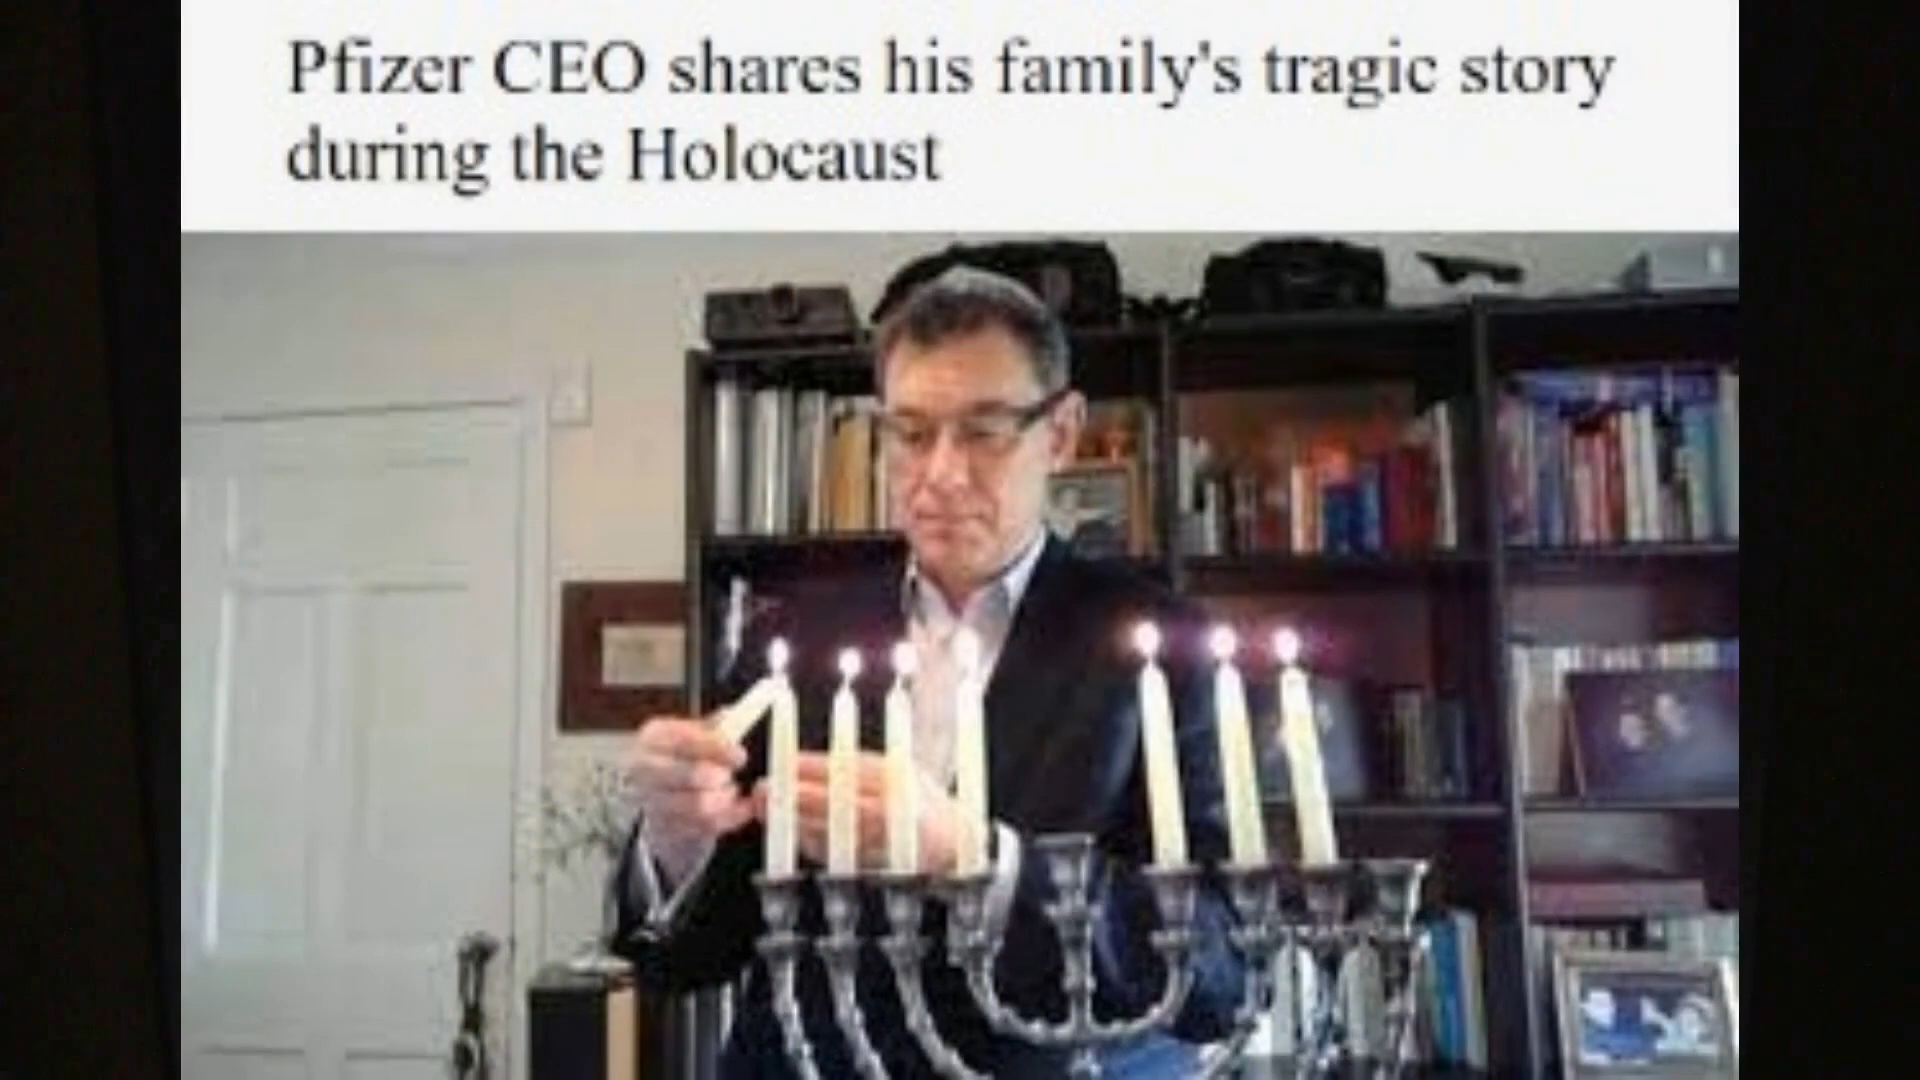 Pfizer CEO shares his family's tragic story
during the Holocaust